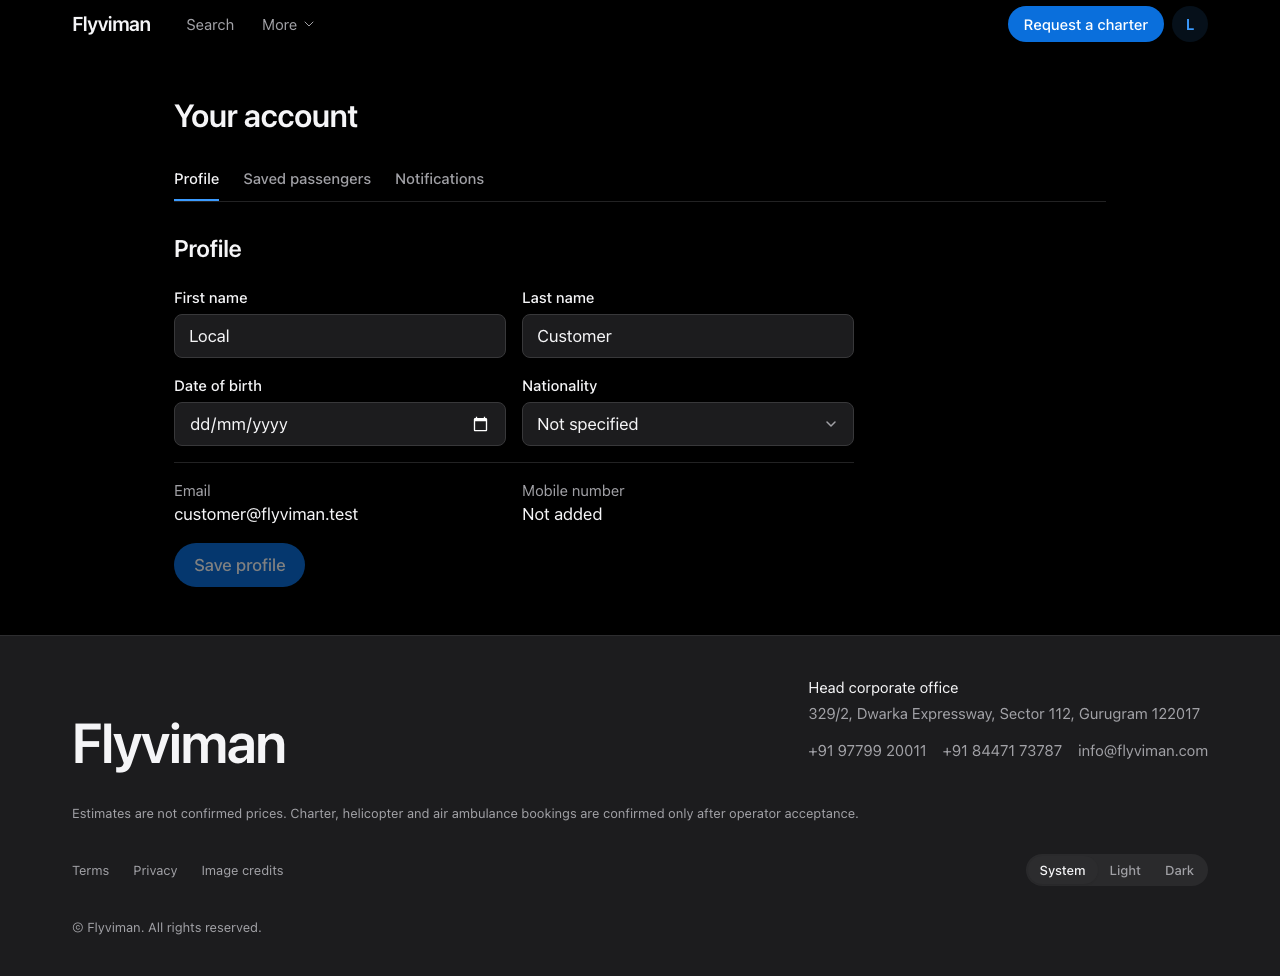 Flyviman Search More Request a charter L
Your account
Profile Saved passengers Notifications
Profile
First name Last name
Local Customer
Date of birth Nationality
dd/mm/yyyy Not specified
Email Mobile number
customer@flyviman.test Not added
Save profile
Head corporate office
329/2, Dwarka Expressway, Sector 112, Gurugram 122017
Flyviman
+91 97799 20011 +91 84471 73787 info@flyviman.com
Estimates are not confirmed prices. Charter, helicopter and air ambulance bookings are confirmed only after operator acceptance.
Terms Privacy Image credits System Light Dark
© Flyviman. All rights reserved.